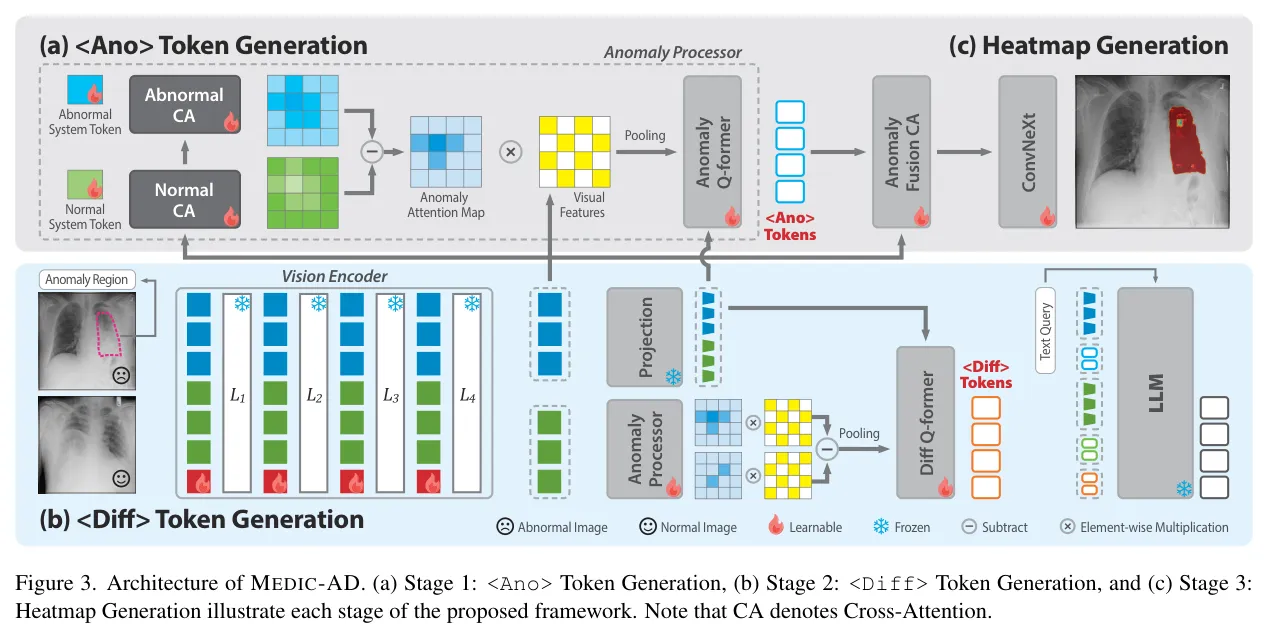 (a) <Ano> Token Generation
Anomaly Processor
(c) Heatmap Generation
Abnormal
System Token
Abnormal
CA
Normal
System Token
Normal
CA
Anomaly
Attention Map
Visual
Features
Pooling
Anomaly
Q-former
<Ano>
Tokens
Anomaly
Fusion CA
ConvNeXt
Anomaly Region
Vision Encoder
L1
L2
L3
L4
Projection
Anomaly
Processor
Pooling
Diff Q-former
<Diff>
Tokens
Text Query
LLM
(b) <Diff> Token Generation
Abnormal Image
Normal Image
Learnable
Frozen
Subtract
Element-wise Multiplication
Figure 3. Architecture of MEDIC-AD. (a) Stage 1: <Ano> Token Generation, (b) Stage 2: <Diff> Token Generation, and (c) Stage 3:
Heatmap Generation illustrate each stage of the proposed framework. Note that CA denotes Cross-Attention.